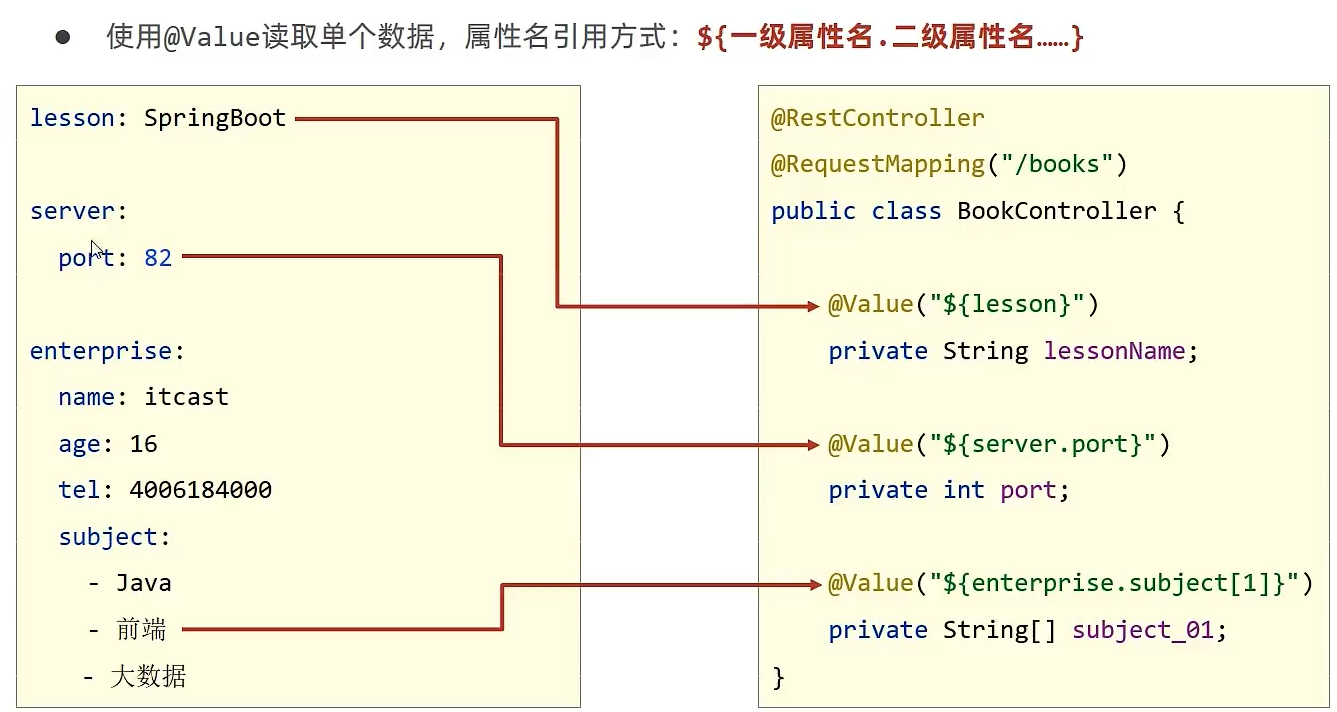 ● 使用@Value读取单个数据，属性名引用方式：${一级属性名.二级属性名……}
lesson: SpringBoot
server:
port: 82
enterprise:
name: itcast
age: 16
tel: 4006184000
subject:
- Java
- 前端
- 大数据
@RestController
@RequestMapping("/books")
public class BookController {
@Value("${lesson}")
private String lessonName;
@Value("${server.port}")
private int port;
@Value("${enterprise.subject[1]}")
private String[] subject_01;
}